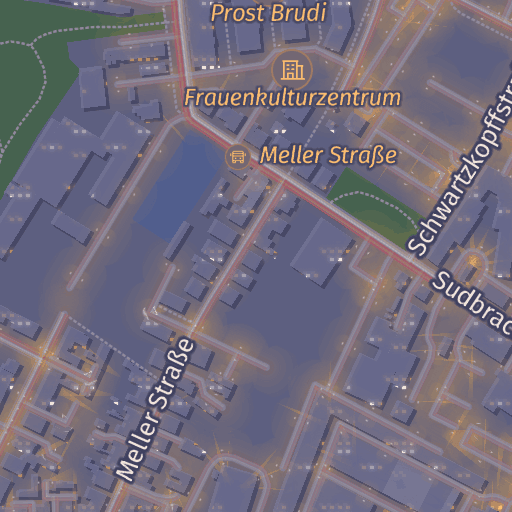 Prost Brudi
Frauenkulturzentrum
Meller Straße
Schwartzkopffstr
Sudbrac
Meller Straße